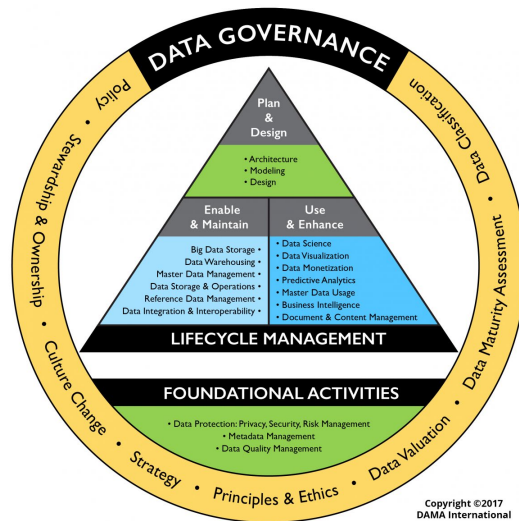 DATA GOVERNANCE
Policy • Stewardship & Ownership • Culture Change • Strategy • Principles & Ethics • Data Valuation • Data Maturity Assessment • Data Classification
Plan
& Design
• Architecture
• Modeling
• Design
Enable
& Maintain
Big Data Storage •
Data Warehousing •
Master Data Management •
Data Storage & Operations •
Reference Data Management •
Data Integration & Interoperability •
Use
& Enhance
• Data Science
• Data Visualization
• Data Monetization
• Predictive Analytics
• Master Data Usage
• Business Intelligence
• Document & Content Management
LIFECYCLE MANAGEMENT
FOUNDATIONAL ACTIVITIES
• Data Protection: Privacy, Security, Risk Management
• Metadata Management
• Data Quality Management
Copyright ©2017
DAMA International